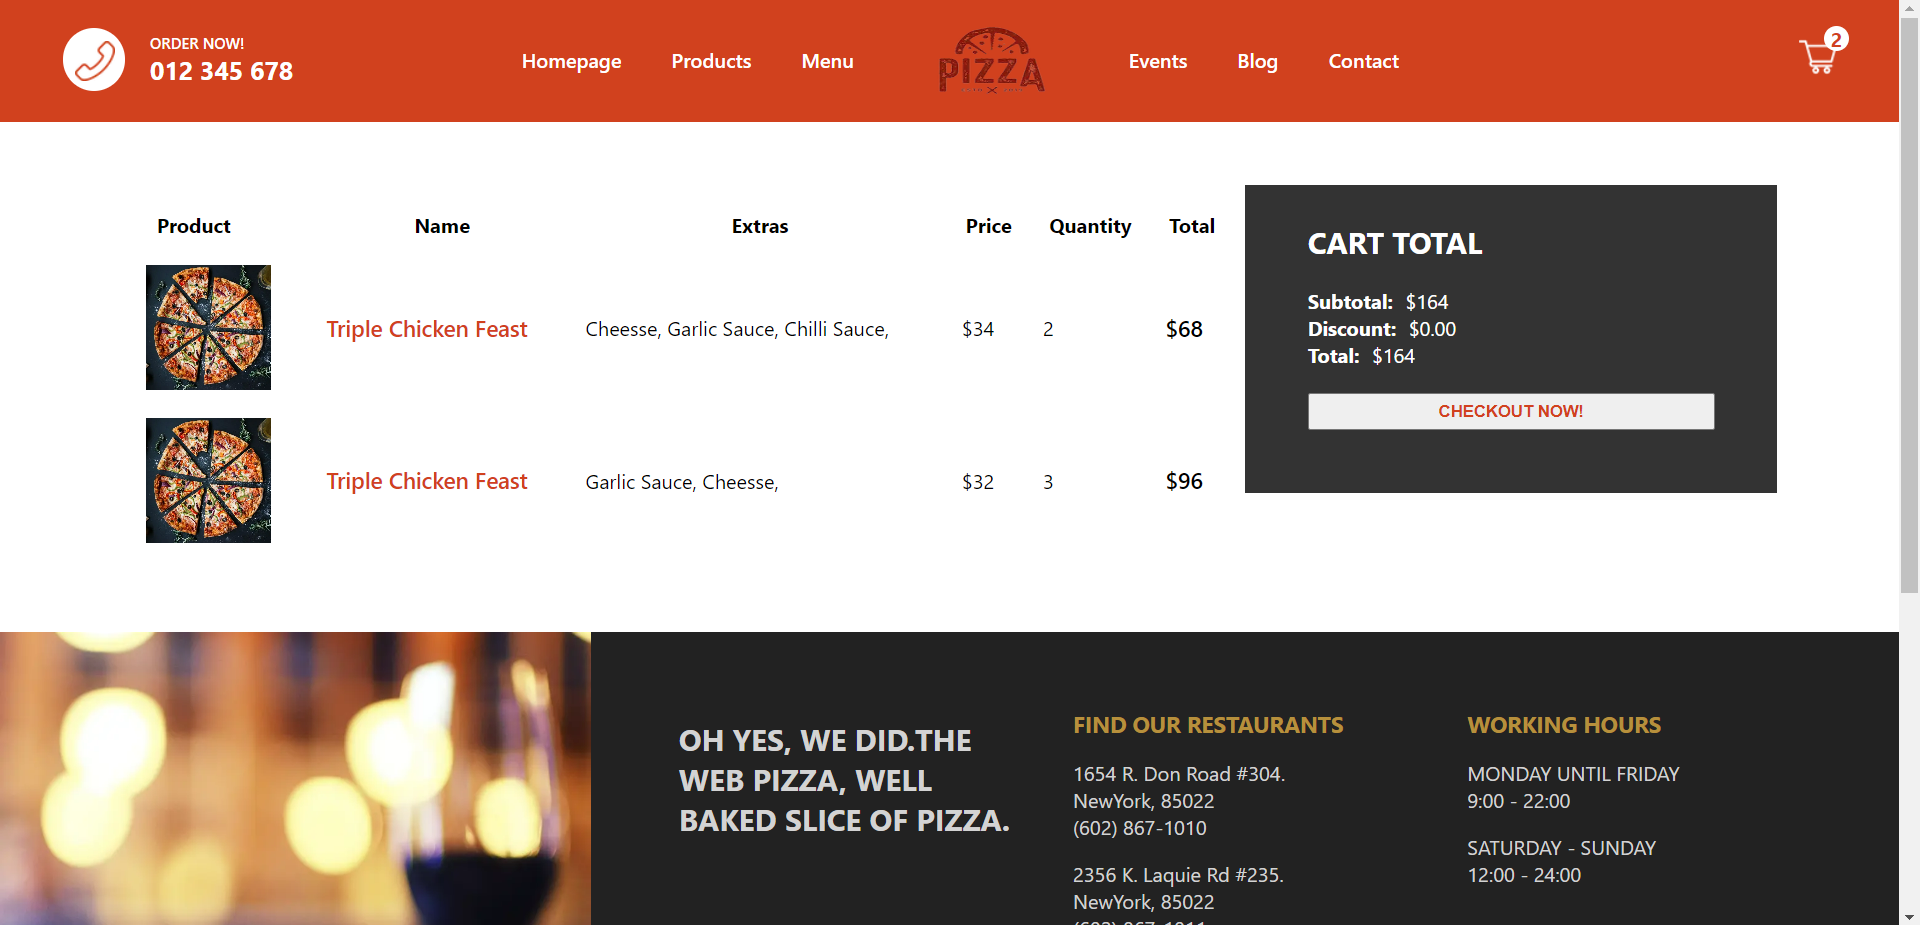 ORDER NOW!
012 345 678
Homepage
Products
Menu
PIZZA
Events
Blog
Contact
2
Product
Name
Extras
Price
Quantity
Total
Triple Chicken Feast
Cheesse, Garlic Sauce, Chilli Sauce,
$34
2
$68
Triple Chicken Feast
Garlic Sauce, Cheesse,
$32
3
$96
CART TOTAL
Subtotal: $164
Discount: $0.00
Total: $164
CHECKOUT NOW!
OH YES, WE DID.THE
WEB PIZZA, WELL
BAKED SLICE OF PIZZA.
FIND OUR RESTAURANTS
1654 R. Don Road #304.
NewYork, 85022
(602) 867-1010
2356 K. Laquie Rd #235.
NewYork, 85022
WORKING HOURS
MONDAY UNTIL FRIDAY
9:00 - 22:00
SATURDAY - SUNDAY
12:00 - 24:00